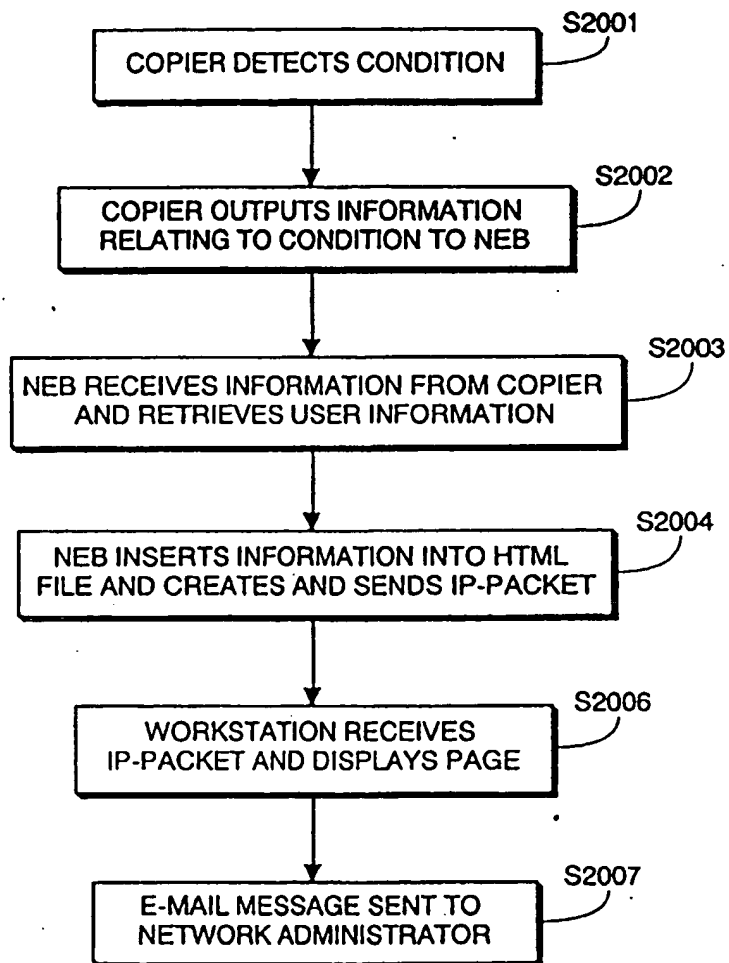 S2001
COPIER DETECTS CONDITION
S2002
COPIER OUTPUTS INFORMATION
RELATING TO CONDITION TO NEB
S2003
NEB RECEIVES INFORMATION FROM COPIER
AND RETRIEVES USER INFORMATION
S2004
NEB INSERTS INFORMATION INTO HTML
FILE AND CREATES AND SENDS IP-PACKET
S2006
WORKSTATION RECEIVES
IP-PACKET AND DISPLAYS PAGE
S2007
E-MAIL MESSAGE SENT TO
NETWORK ADMINISTRATOR